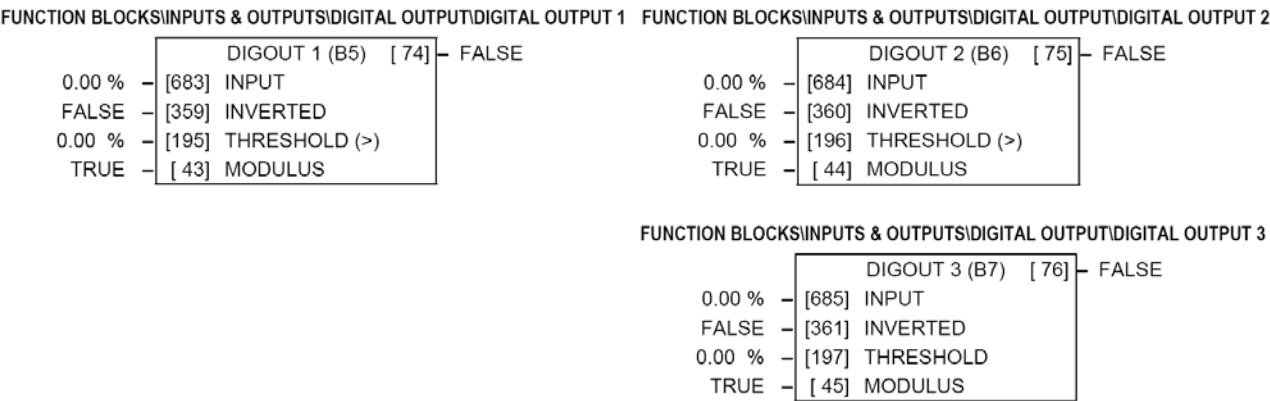 FUNCTION BLOCKS\INPUTS & OUTPUTS\DIGITAL OUTPUT\DIGITAL OUTPUT 1
DIGOUT 1 (B5) [ 74] – FALSE
0.00 % – [683] INPUT
FALSE – [359] INVERTED
0.00 % – [195] THRESHOLD (>)
TRUE – [ 43] MODULUS
FUNCTION BLOCKS\INPUTS & OUTPUTS\DIGITAL OUTPUT\DIGITAL OUTPUT 2
DIGOUT 2 (B6) [ 75] – FALSE
0.00 % – [684] INPUT
FALSE – [360] INVERTED
0.00 % – [196] THRESHOLD (>)
TRUE – [ 44] MODULUS
FUNCTION BLOCKS\INPUTS & OUTPUTS\DIGITAL OUTPUT\DIGITAL OUTPUT 3
DIGOUT 3 (B7) [ 76] – FALSE
0.00 % – [685] INPUT
FALSE – [361] INVERTED
0.00 % – [197] THRESHOLD
TRUE – [ 45] MODULUS